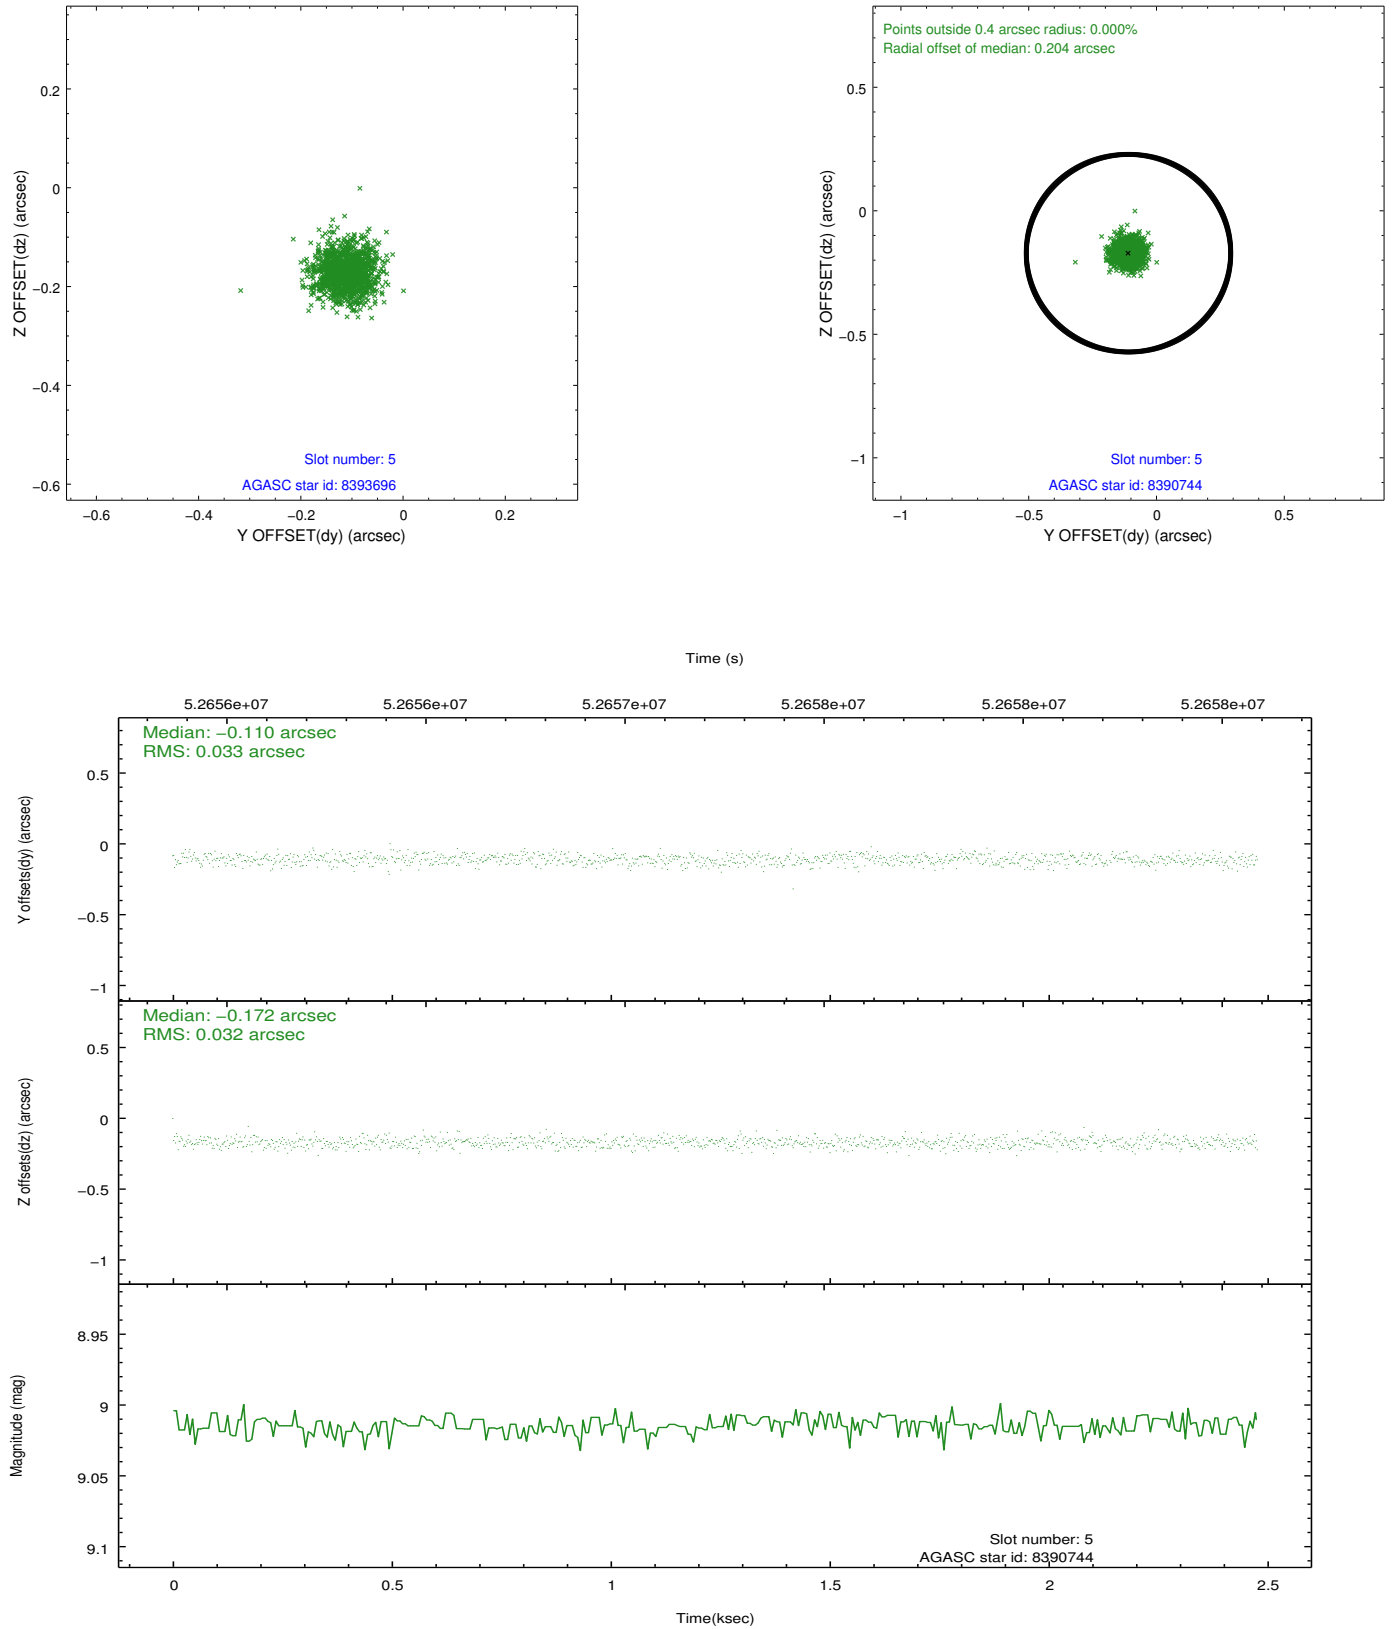 0.2
0
−0.2
−0.4
−0.6
Z OFFSET(dz) (arcsec)
Slot number: 5
AGASC star id: 8393696
−0.6
−0.4
−0.2
0
0.2
Y OFFSET(dy) (arcsec)
Points outside 0.4 arcsec radius: 0.000%
Radial offset of median: 0.204 arcsec
0.5
0
−0.5
−1
Z OFFSET(dz) (arcsec)
Slot number: 5
AGASC star id: 8390744
−1
−0.5
0
0.5
Y OFFSET(dy) (arcsec)
Time (s)
5.2656e+07
5.2656e+07
5.2657e+07
5.2658e+07
5.2658e+07
5.2658e+07
Median: −0.110 arcsec
RMS: 0.033 arcsec
0.5
0
−0.5
−1
Y offsets(dy) (arcsec)
Median: −0.172 arcsec
RMS: 0.032 arcsec
0.5
0
−0.5
−1
Z offsets(dz) (arcsec)
8.95
9
9.05
9.1
Magnitude (mag)
Slot number: 5
AGASC star id: 8390744
0
0.5
1
1.5
2
2.5
Time(ksec)